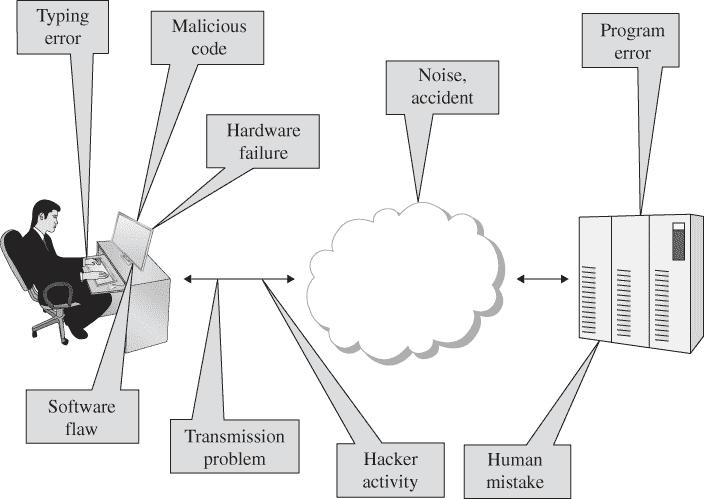 Typing
error
Malicious
code
Hardware
failure
Noise,
accident
Program
error
Software
flaw
Transmission
problem
Hacker
activity
Human
mistake